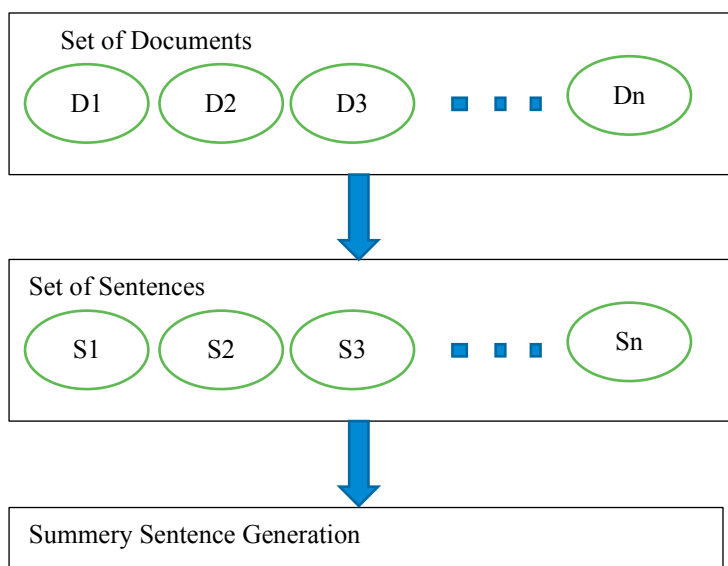 Set of Documents
D1 D2 D3 Dn
Set of Sentences
S1 S2 S3 Sn
Summery Sentence Generation